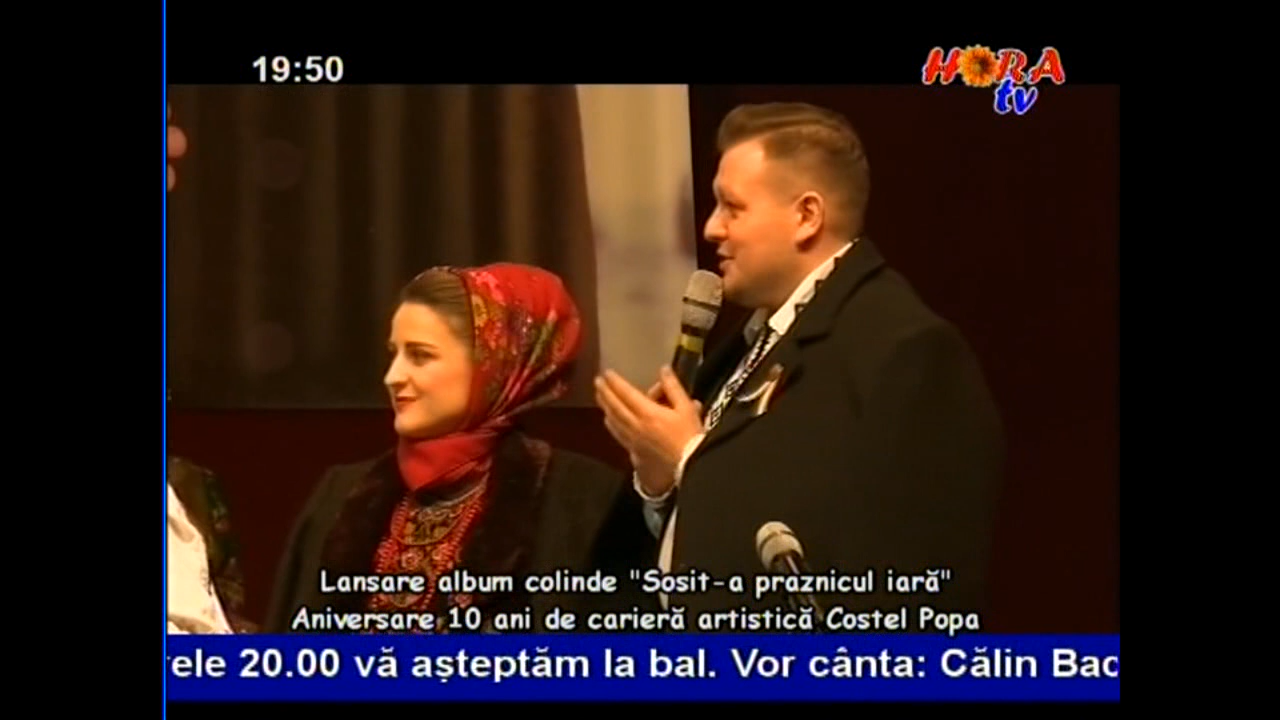 19:50
HORA
tv
Lansare album colinde "Sosit-a praznicul iară"
Aniversare 10 ani de carieră artistică Costel Popa
ele 20.00 vă așteptăm la bal. Vor cânta: Călin Bac